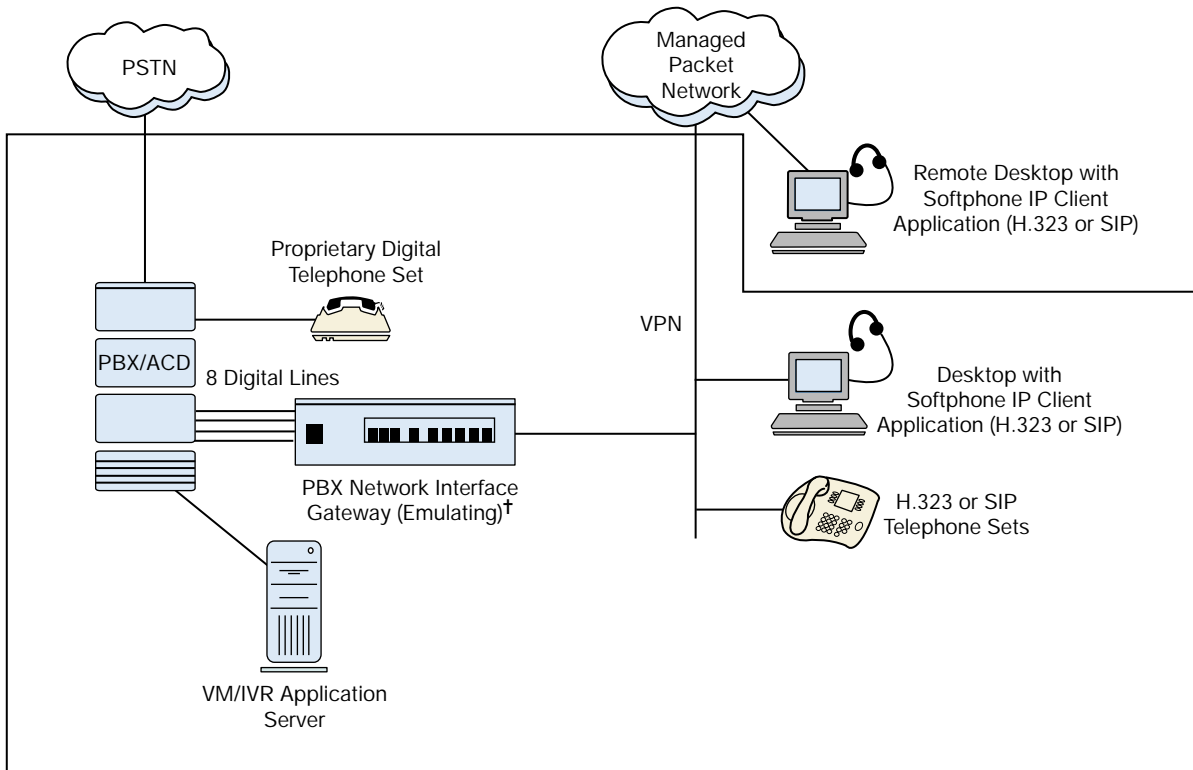 PSTN
Managed
Packet
Network
Remote Desktop with
Softphone IP Client
Application (H.323 or SIP)
Proprietary Digital
Telephone Set
VPN
PBX/ACD
8 Digital Lines
Desktop with
Softphone IP Client
Application (H.323 or SIP)
PBX Network Interface
Gateway (Emulating)†
H.323 or SIP
Telephone Sets
VM/IVR Application
Server